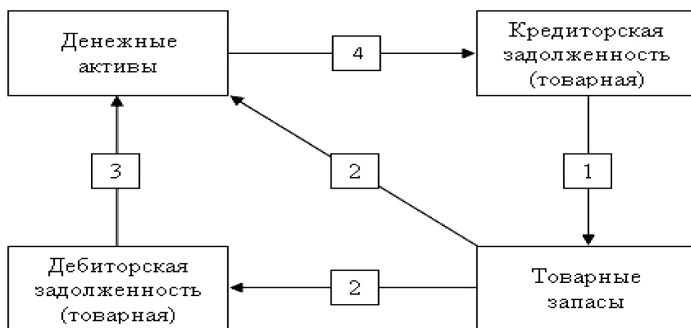 Денежные
активы
4
Кредиторская
задолженность
(товарная)
3
2
1
Дебиторская
задолженность
(товарная)
2
Товарные
запасы